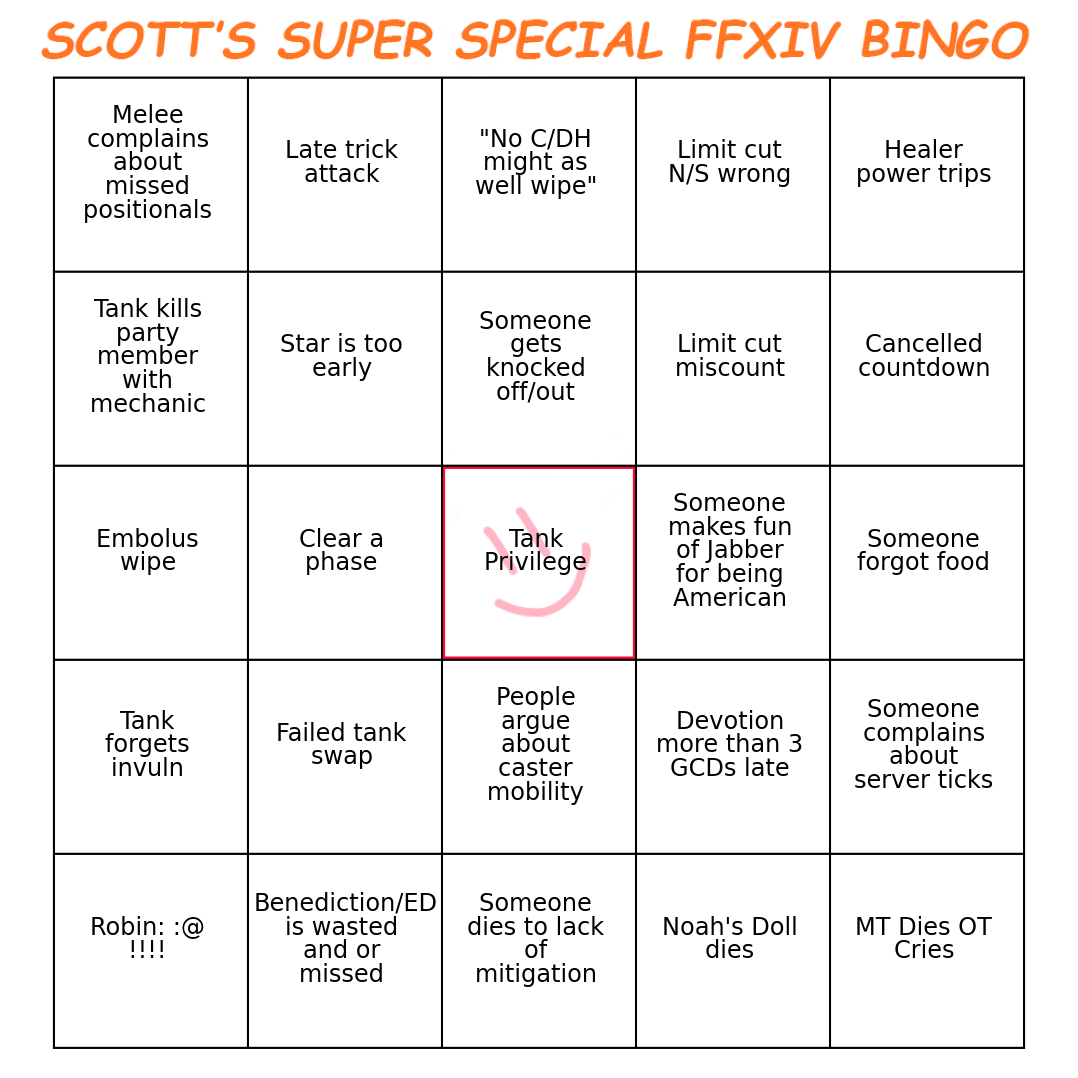 SCOTT'S SUPER SPECIAL FFXIV BINGO
Melee
complains
about
missed
positionals
Late trick
attack
"No C/DH
might as
well wipe"
Limit cut
N/S wrong
Healer
power trips
Tank kills
party
member
with
mechanic
Star is too
early
Someone
gets
knocked
off/out
Limit cut
miscount
Cancelled
countdown
Embolus
wipe
Clear a
phase
Tank
Privilege
Someone
makes fun
of Jabber
for being
American
Someone
forgot food
Tank
forgets
invuln
Failed tank
swap
People
argue
about
caster
mobility
Devotion
more than 3
GCDs late
Someone
complains
about
server ticks
Robin: :@
!!!!
Benediction/ED
is wasted
and or
missed
Someone
dies to lack
of
mitigation
Noah's Doll
dies
MT Dies OT
Cries